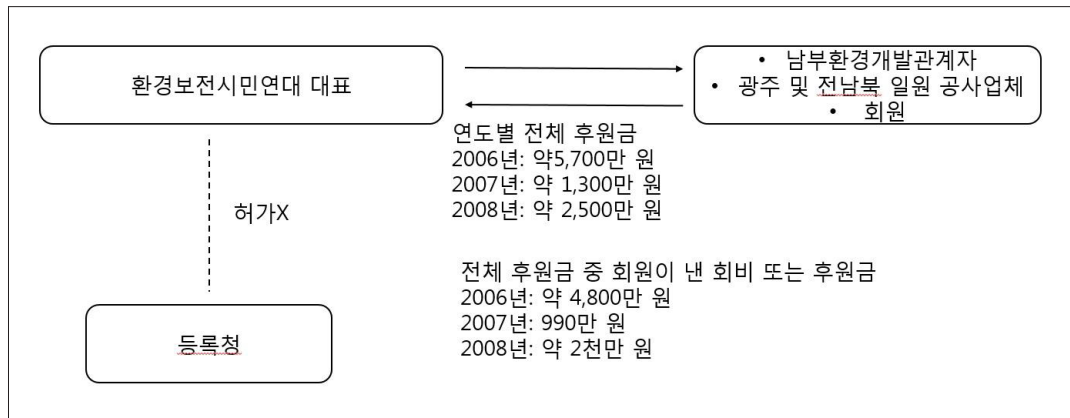 환경보전시민연대 대표
• 남부환경개발관계자
• 광주 및 전남북 일원 공사업체
• 회원
연도별 전체 후원금
2006년: 약5,700만 원
2007년: 약 1,300만 원
2008년: 약 2,500만 원
허가X
전체 후원금 중 회원이 낸 회비 또는 후원금
2006년: 약 4,800만 원
2007년: 990만 원
2008년: 약 2천만 원
등록청